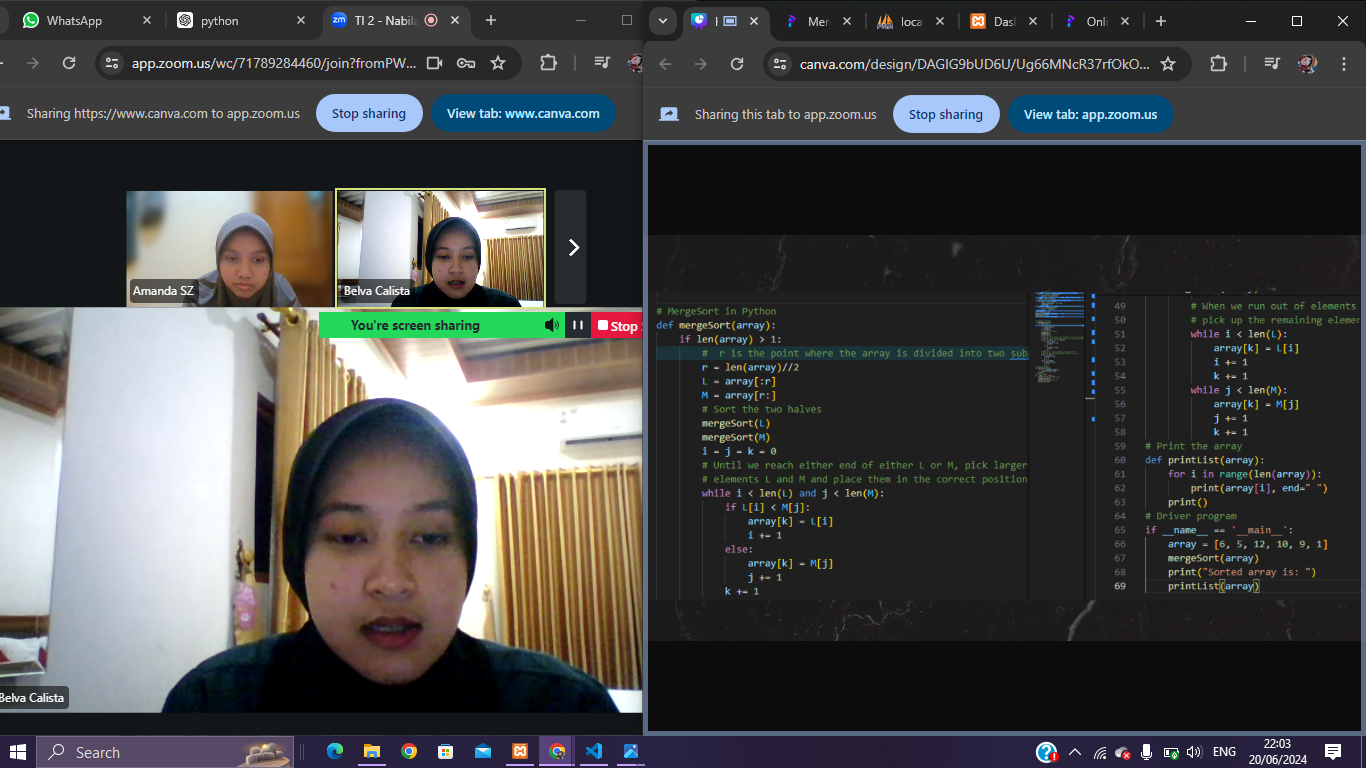 WhatsApp
python
TI 2 - Nabila
app.zoom.us/wc/71789284460/join?fromPW...
Sharing https://www.canva.com to app.zoom.us
Stop sharing
View tab: www.canva.com
Amanda SZ
Belva Calista
You're screen sharing
Stop
Belva Calista
Mer
loca
Das
Onli
canva.com/design/DAGIG9bUD6U/Ug66MNcR37rfOkO...
Sharing this tab to app.zoom.us
Stop sharing
View tab: app.zoom.us
# MergeSort in Python
def mergeSort(array):
if len(array) > 1:
# r is the point where the array is divided into two sub
r = len(array)//2
L = array[:r]
M = array[r:]
# Sort the two halves
mergeSort(L)
mergeSort(M)
i = j = k = 0
# Until we reach either end of either L or M, pick larger
# elements L and M and place them in the correct position
while i < len(L) and j < len(M):
if L[i] < M[j]:
array[k] = L[i]
i += 1
else:
array[k] = M[j]
j += 1
k += 1
49 # When we run out of elements
50 # pick up the remaining elemen
51 while i < len(L):
52 array[k] = L[i]
53 i += 1
54 k += 1
55 while j < len(M):
56 array[k] = M[j]
57 j += 1
58 k += 1
59 # Print the array
60 def printList(array):
61 for i in range(len(array)):
62 print(array[i], end=" ")
63 print()
64 # Driver program
65 if __name__ == '__main__':
66 array = [6, 5, 12, 10, 9, 1]
67 mergeSort(array)
68 print("Sorted array is: ")
69 printList(array)
Search
ENG
22:03
20/06/2024